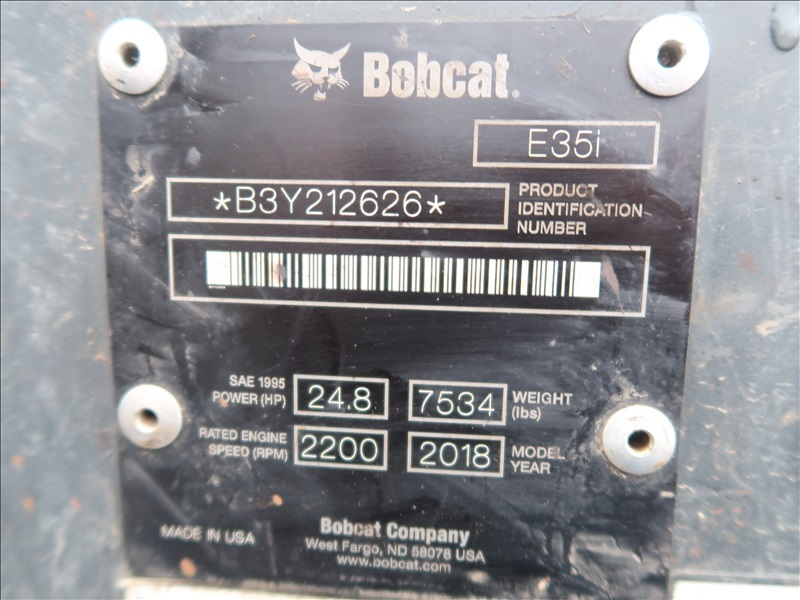 Bobcat®
E35i
*B3Y212626*
PRODUCT
IDENTIFICATION
NUMBER
SAE 1995
POWER (HP)
24.8
7534
WEIGHT
(lbs)
RATED ENGINE
SPEED (RPM)
2200
2018
MODEL
YEAR
MADE IN USA
Bobcat Company
West Fargo, ND 58078 USA
www.bobcat.com